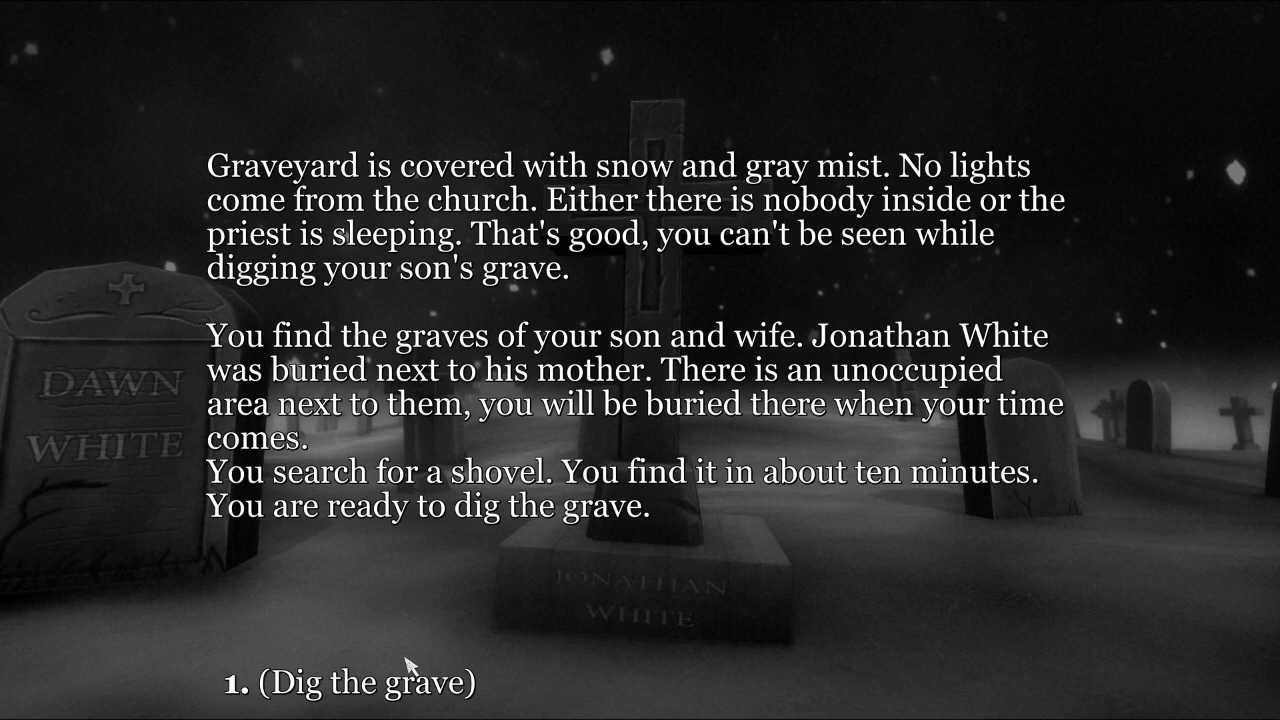 Graveyard is covered with snow and gray mist. No lights
come from the church. Either there is nobody inside or the
priest is sleeping. That's good, you can't be seen while
digging your son's grave.
You find the graves of your son and wife. Jonathan White
was buried next to his mother. There is an unoccupied
area next to them, you will be buried there when your time
comes.
You search for a shovel. You find it in about ten minutes.
You are ready to dig the grave.
DAWN
WHITE
JONATHAN
WHITE
1. (Dig the grave)